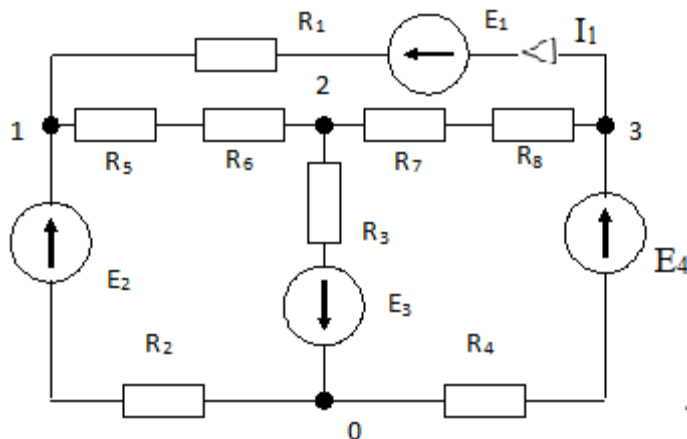 R₁ E₁ I₁
2
1 3
R₅ R₆ R₇ R₈
R₃
E₂ E₃ E₄
R₂ R₄
0